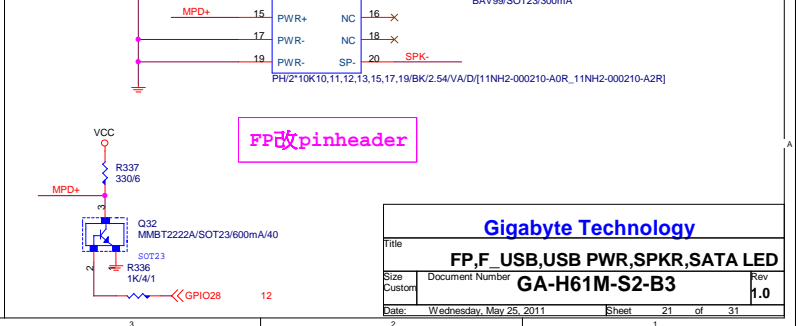 BAV99/SOT23/300mA
MPD+ 15 PWR+ NC 16
17 PWR- NC 18
19 PWR- SP- 20 SPK-
PH/2*10K10,11,12,13,15,17,19/BK/2.54/VA/D/[11NH2-000210-A0R_11NH2-000210-A2R]
FP改pinheader
VCC
R337
330/6
MPD+
3
Q32
MMBT2222A/SOT23/600mA/40
SOT23
2 1
R336
1K/4/1
GPIO28 12
A
Gigabyte Technology
Title
FP,F_USB,USB PWR,SPKR,SATA LED
Size Document Number Rev
Custom GA-H61M-S2-B3 1.0
Date: Wednesday, May 25, 2011 Sheet 21 of 31
3 2 1